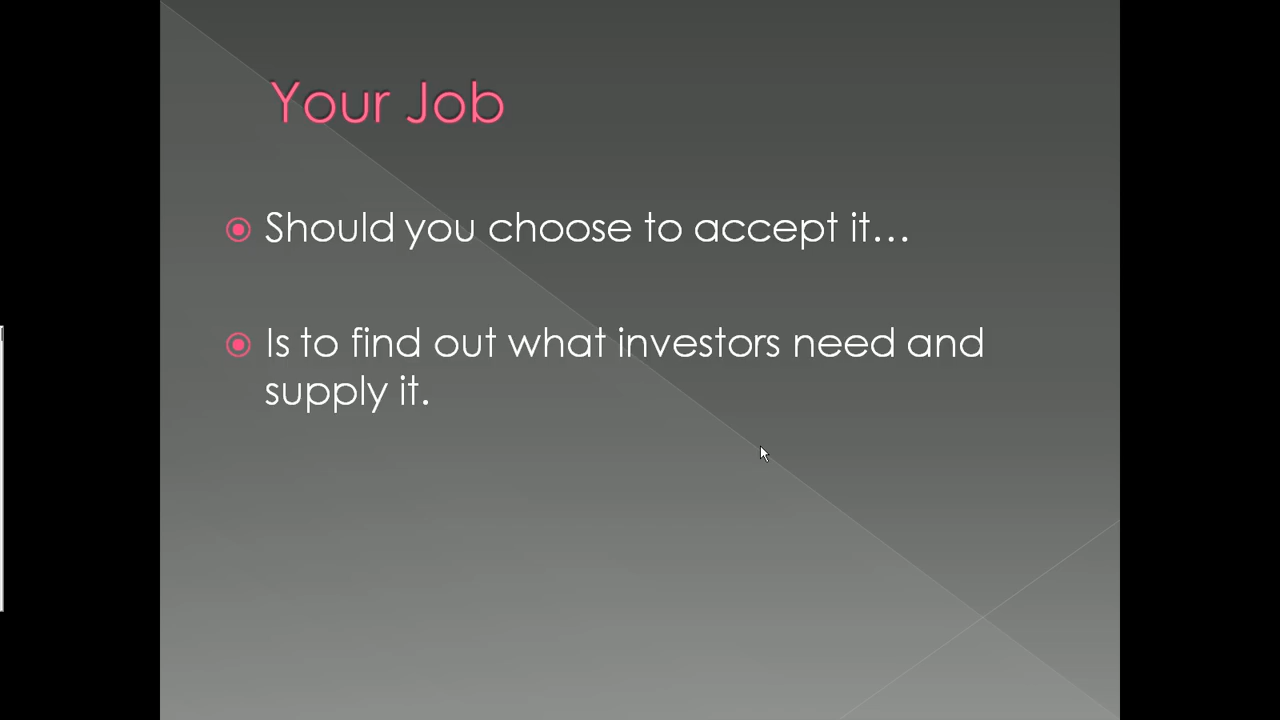 Your Job
Should you choose to accept it...
Is to find out what investors need and
supply it.